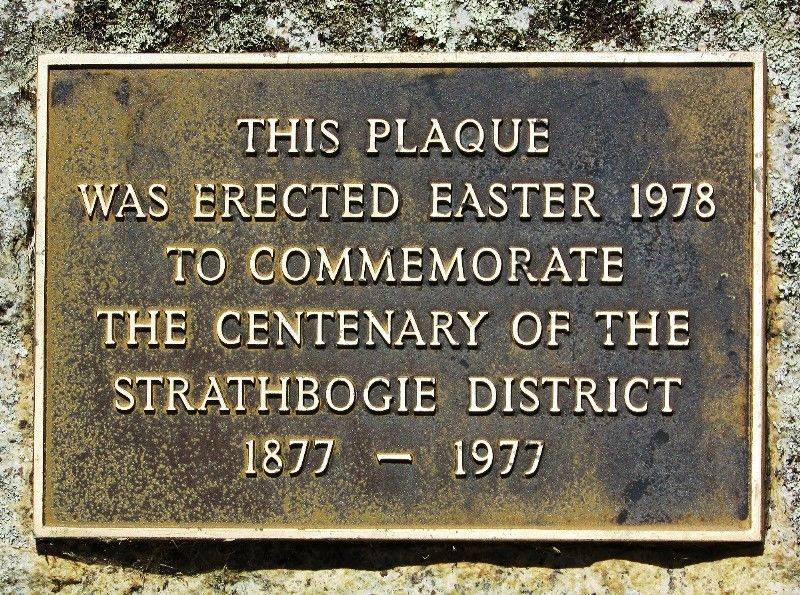 THIS PLAQUE
WAS ERECTED EASTER 1978
TO COMMEMORATE
THE CENTENARY OF THE
STRATHBOGIE DISTRICT
1877 — 1977